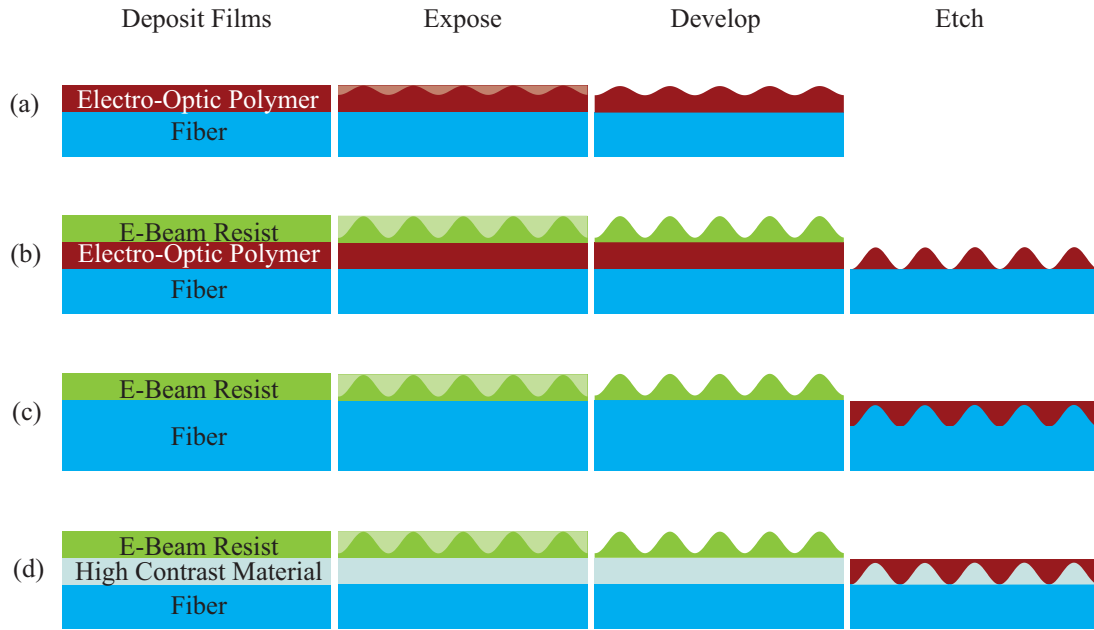 Deposit Films Expose Develop Etch
(a) Electro-Optic Polymer
Fiber
E-Beam Resist
(b) Electro-Optic Polymer
Fiber
E-Beam Resist
(c)
Fiber
E-Beam Resist
(d) High Contrast Material
Fiber